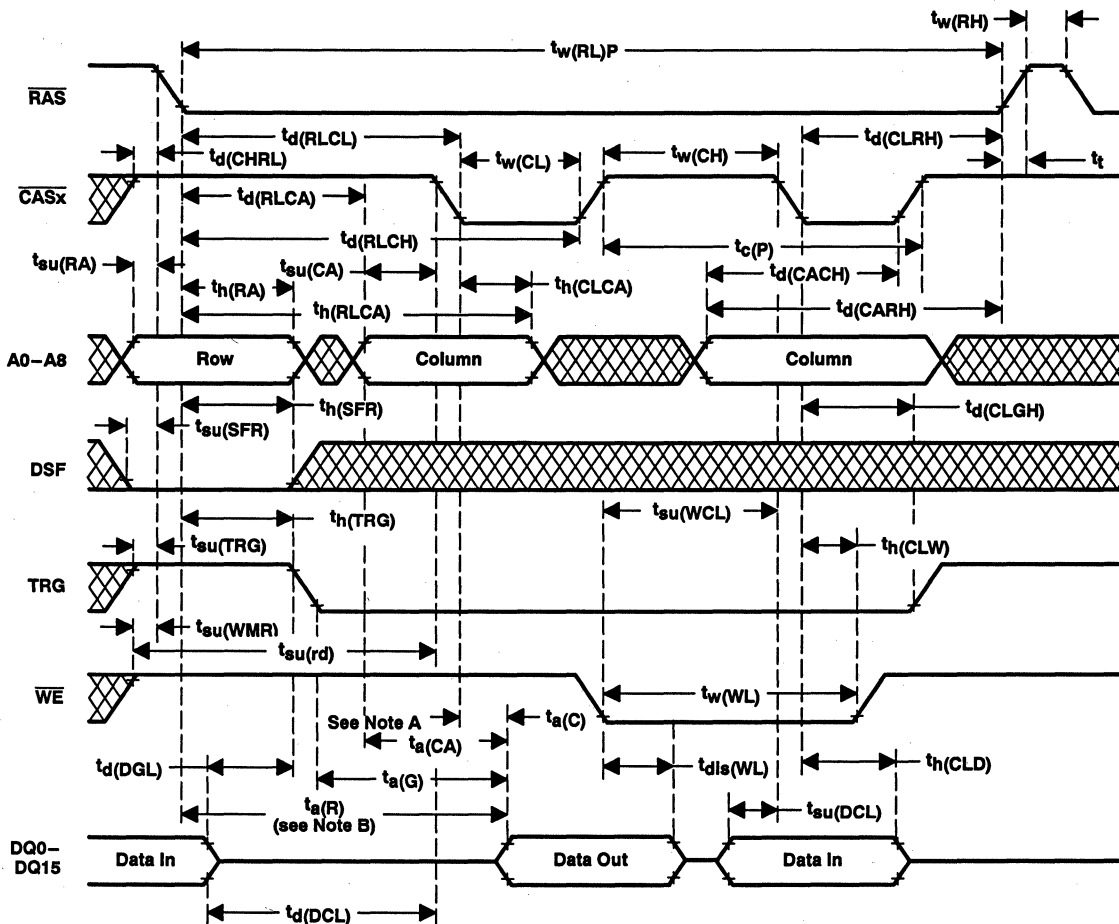 tw(RH)
tw(RL)P
RAS
td(RLCL)
td(CLRH)
td(CHRL)
tw(CL)
tw(CH)
tt
CASx
td(RLCA)
td(RLCH)
tc(P)
tsu(RA)
tsu(CA)
td(CACH)
th(RA)
th(CLCA)
th(RLCA)
td(CARH)
A0–A8
Row
Column
Column
th(SFR)
td(CLGH)
tsu(SFR)
DSF
th(TRG)
tsu(WCL)
tsu(TRG)
th(CLW)
TRG
tsu(WMR)
tsu(rd)
WE
tw(WL)
See Note A
ta(C)
ta(CA)
td(DGL)
tdis(WL)
th(CLD)
ta(G)
ta(R)
(see Note B)
tsu(DCL)
DQ0–
DQ15
Data In
Data Out
Data In
td(DCL)